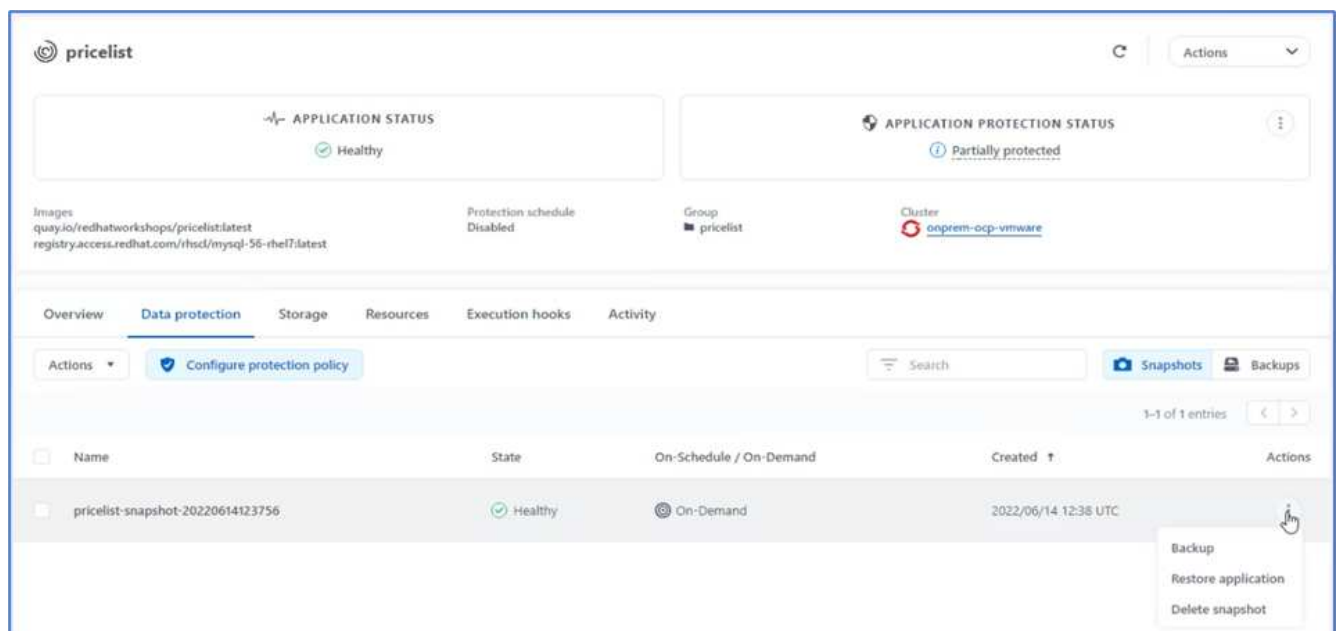 pricelist
Actions
APPLICATION STATUS
Healthy
APPLICATION PROTECTION STATUS
Partially protected
Images
quay.io/redhatworkshops/pricelist:latest
registry.access.redhat.com/rhscl/mysql-56-rhel7:latest
Protection schedule
Disabled
Group
pricelist
Cluster
onprem-ocp-vmware
Overview Data protection Storage Resources Execution hooks Activity
Actions Configure protection policy Search Snapshots Backups
1–1 of 1 entries
Name State On-Schedule / On-Demand Created Actions
pricelist-snapshot-20220614123756 Healthy On-Demand 2022/06/14 12:38 UTC
Backup
Restore application
Delete snapshot